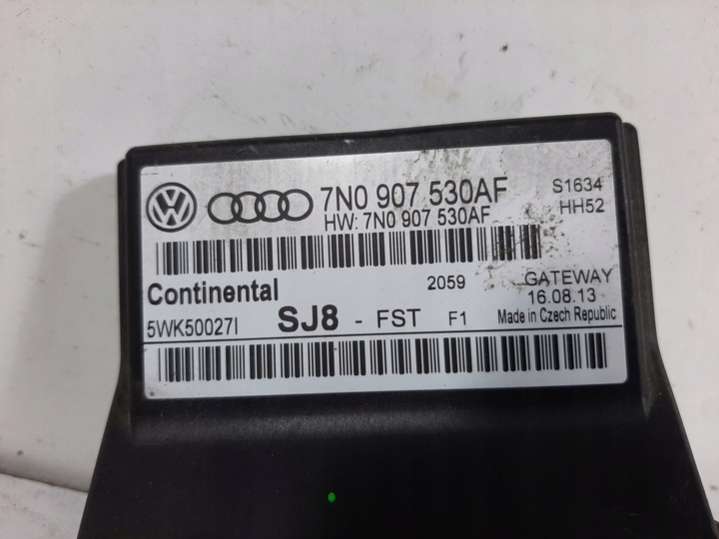 7N0 907 530AF S1634
HW: 7N0 907 530AF HH52
Continental 2059 GATEWAY
16.08.13
5WK50027I SJ8 - FST F1 Made in Czech Republic